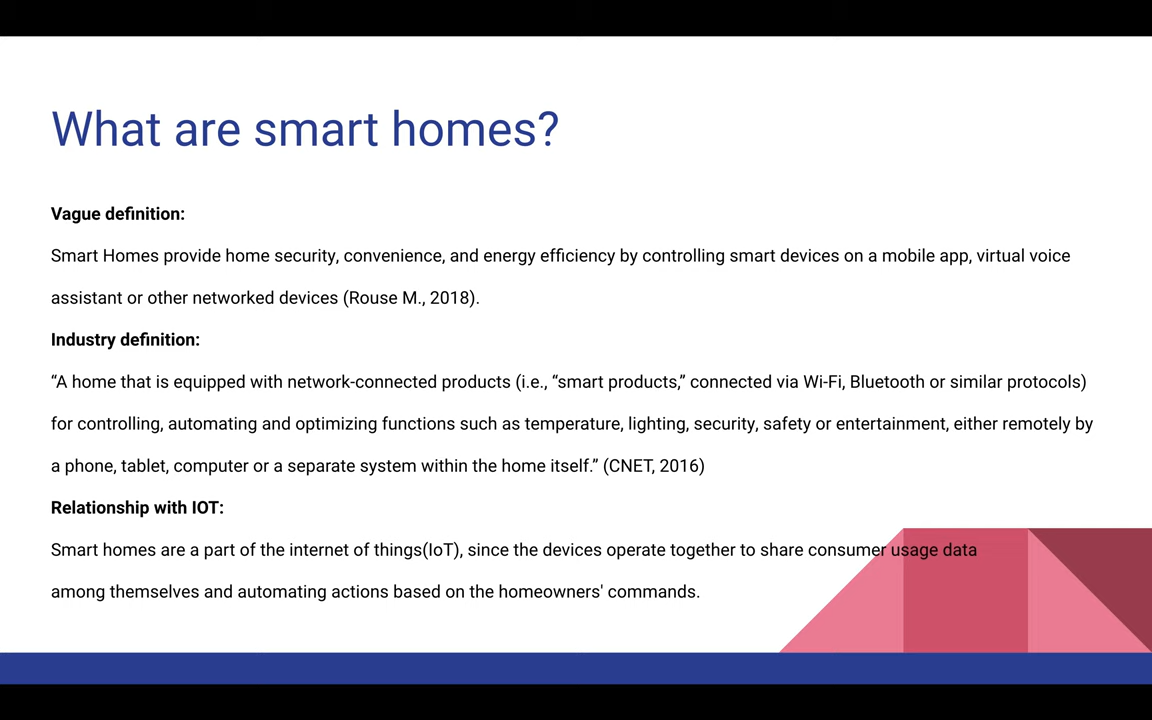 What are smart homes?
Vague definition:
Smart Homes provide home security, convenience, and energy efficiency by controlling smart devices on a mobile app, virtual voice
assistant or other networked devices (Rouse M., 2018).
Industry definition:
“A home that is equipped with network-connected products (i.e., “smart products,” connected via Wi-Fi, Bluetooth or similar protocols)
for controlling, automating and optimizing functions such as temperature, lighting, security, safety or entertainment, either remotely by
a phone, tablet, computer or a separate system within the home itself.” (CNET, 2016)
Relationship with IOT:
Smart homes are a part of the internet of things(IoT), since the devices operate together to share consumer usage data
among themselves and automating actions based on the homeowners' commands.